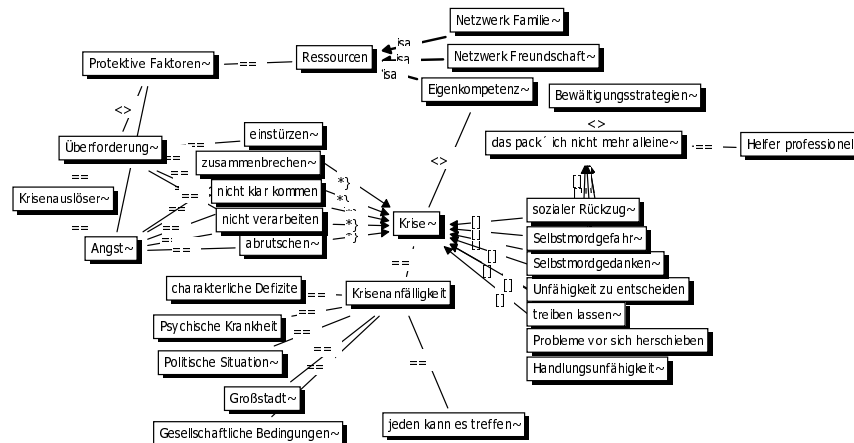 Netzwerk Familie~
isa
Ressourcen
isa
Netzwerk Freundschaft~
Protektive Faktoren~
==
isa
Eigenkompetenz~
Bewältigungsstrategien~
<>
<>
einstürzen~
das pack´ ich nicht mehr alleine~
==
Helfer professionel
Überforderung~
==
==
zusammenbrechen~
<>
==
nicht klar kommen
*}
[]
Krisenauslöser~
==
*}
sozialer Rückzug~
==
nicht verarbeiten
*}
Krise~
[]
==
Angst~
==
abrutschen~
*}
[]
Selbstmordgefahr~
==
[]
Selbstmordgedanken~
[]
charakterliche Defizite
==
Krisenanfälligkeit
[]
Unfähigkeit zu entscheiden
[]
==
treiben lassen~
Psychische Krankheit
==
Probleme vor sich herschieben
Politische Situation~
==
==
==
Handlungsunfähigkeit~
Großstadt~
Gesellschaftliche Bedingungen~
jeden kann es treffen~